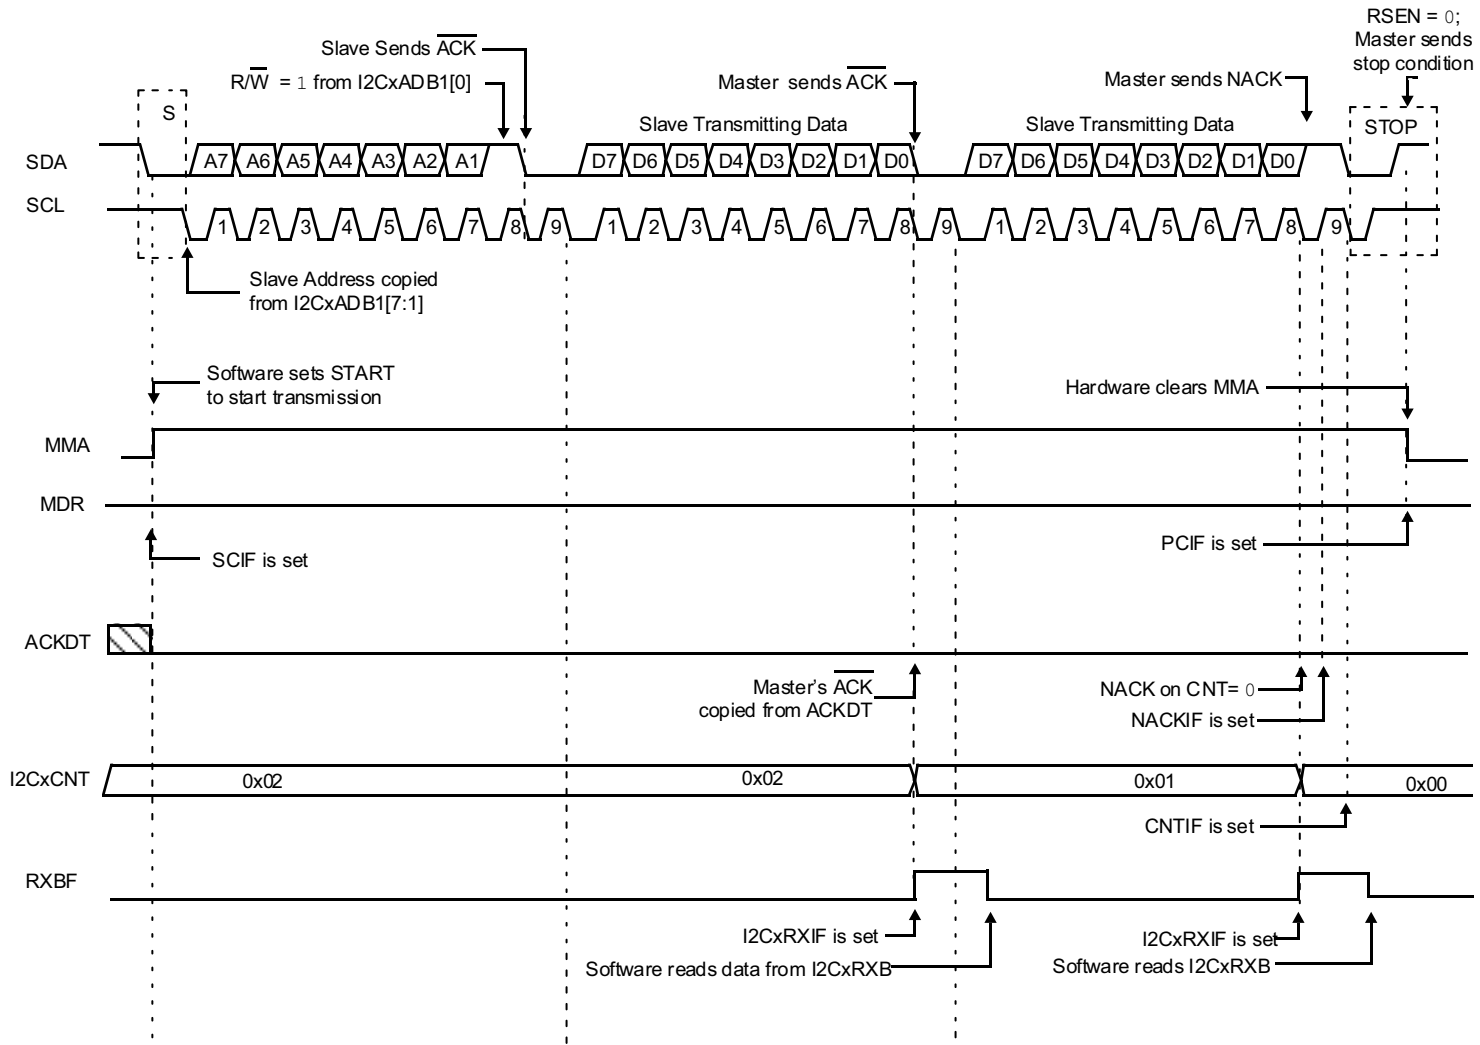 RSEN = 0;
Master sends
stop condition
Slave Sends ACK
R/W = 1 from I2CxADB1[0]
Master sends ACK
Master sends NACK
S
Slave Transmitting Data
Slave Transmitting Data
STOP
SDA
A7 A6 A5 A4 A3 A2 A1
D7 D6 D5 D4 D3 D2 D1 D0
D7 D6 D5 D4 D3 D2 D1 D0
SCL
1 2 3 4 5 6 7 8 9
1 2 3 4 5 6 7 8 9
1 2 3 4 5 6 7 8 9
Slave Address copied
from I2CxADB1[7:1]
Software sets START
to start transmission
Hardware clears MMA
MMA
MDR
SCIF is set
PCIF is set
ACKDT
Master's ACK
copied from ACKDT
NACK on CNT= 0
NACKIF is set
I2CxCNT
0x02
0x02
0x01
0x00
CNTIF is set
RXBF
I2CxRXIF is set
Software reads data from I2CxRXB
I2CxRXIF is set
Software reads I2CxRXB